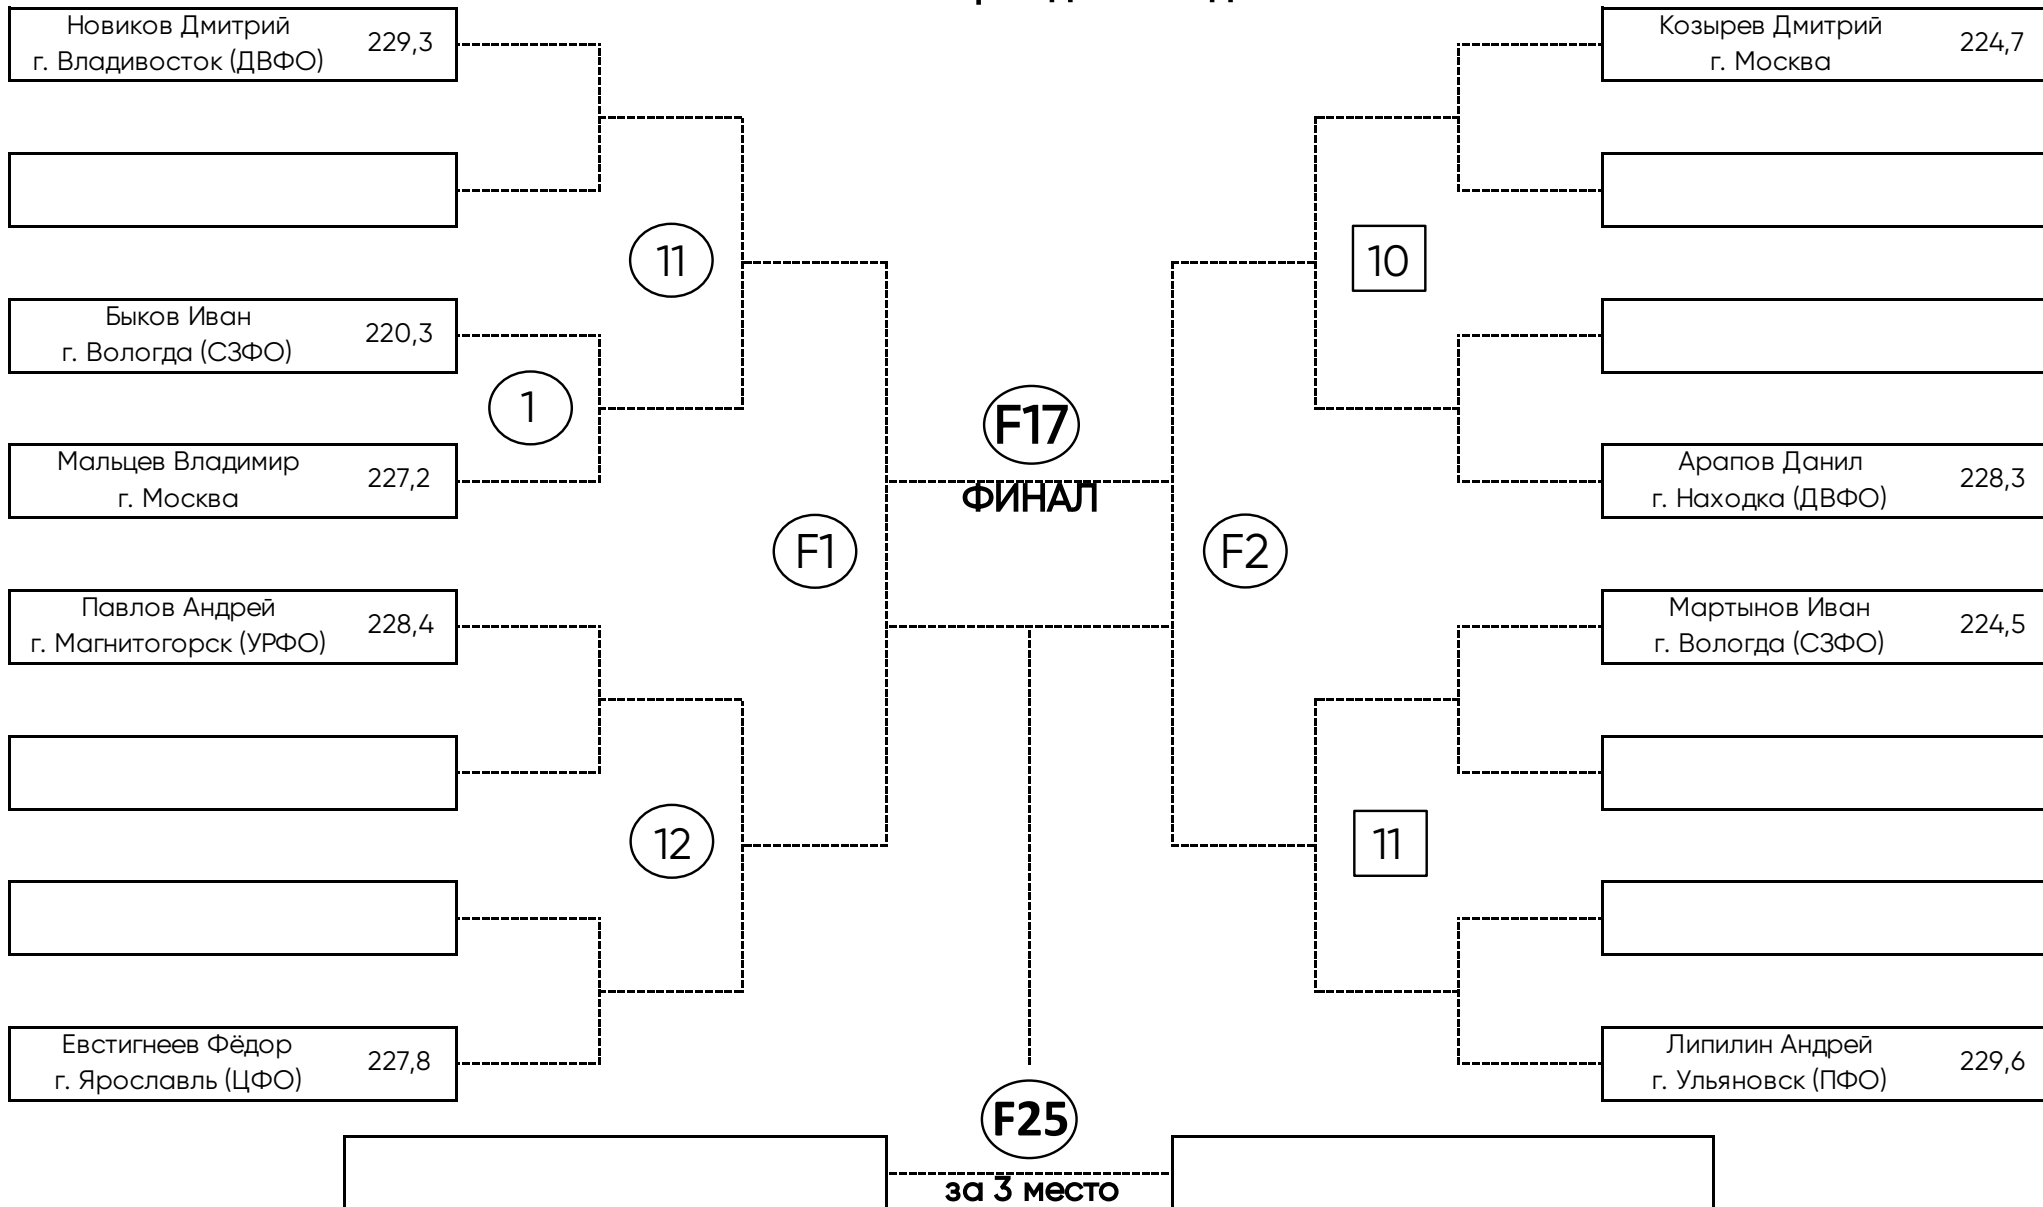 Новиков Дмитрий
г. Владивосток (ДВФО)
229,3
Козырев Дмитрий
г. Москва
224,7
11
10
Быков Иван
г. Вологда (СЗФО)
220,3
1
Мальцев Владимир
г. Москва
227,2
F17
ФИНАЛ
Арапов Данил
г. Находка (ДВФО)
228,3
F1
F2
Павлов Андрей
г. Магнитогорск (УРФО)
228,4
Мартынов Иван
г. Вологда (СЗФО)
224,5
12
11
Евстигнеев Фёдор
г. Ярославль (ЦФО)
227,8
Липилин Андрей
г. Ульяновск (ПФО)
229,6
F25
за 3 место